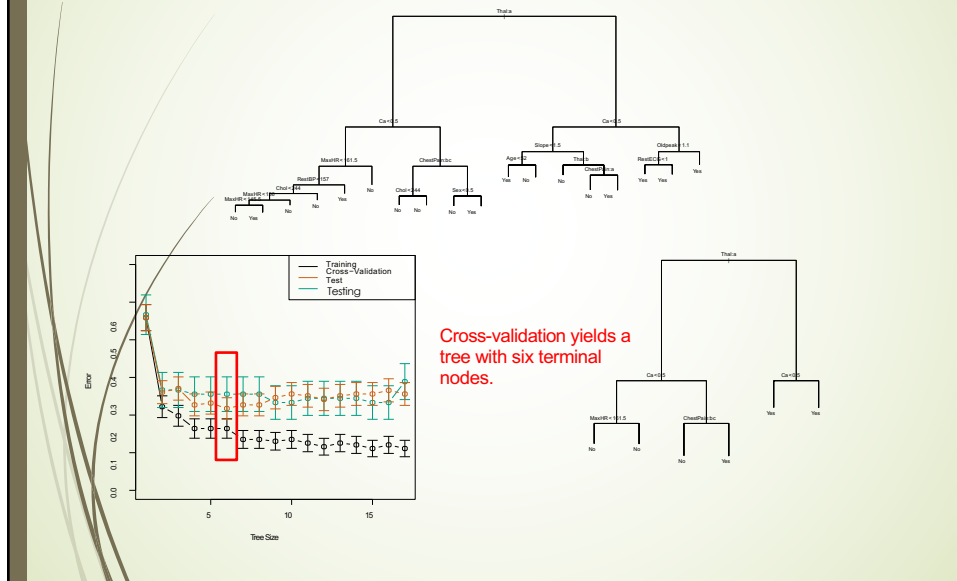 Thal:a
Ca<0.5
Ca<0.5
MaxHR<161.5
ChestPain:bc
Slope<1.5
Oldpeak<1.1
RestBP<157
No
Chol<244
Sex<0.5
Age<52
Thal:b
ChestPain:a
RestECG<1
Yes
Chol<244
Yes
MaxHR<145.5
No
No
Yes
No
No
No
No
Yes
Yes
No
No
Yes
Yes
Yes
Training
Cross−Validation
Test
Testing
Error
0.6
0.5
0.4
0.3
0.2
0.1
0.0
5
10
15
Tree Size
Cross-validation yields a
tree with six terminal
nodes.
Thal:a
Ca<0.5
Ca<0.5
MaxHR<161.5
ChestPain:bc
Yes
Yes
No
No
No
Yes